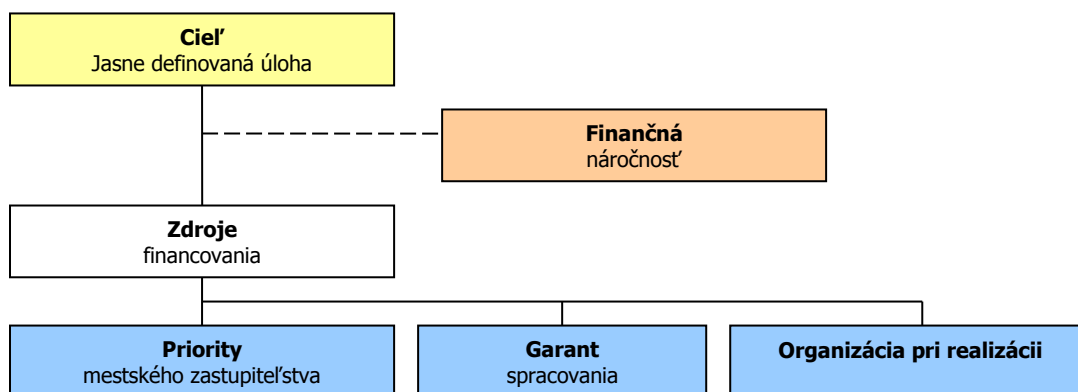 Cieľ
Jasne definovaná úloha
Finančná
náročnosť
Zdroje
financovania
Priority
mestského zastupiteľstva
Garant
spracovania
Organizácia pri realizácii